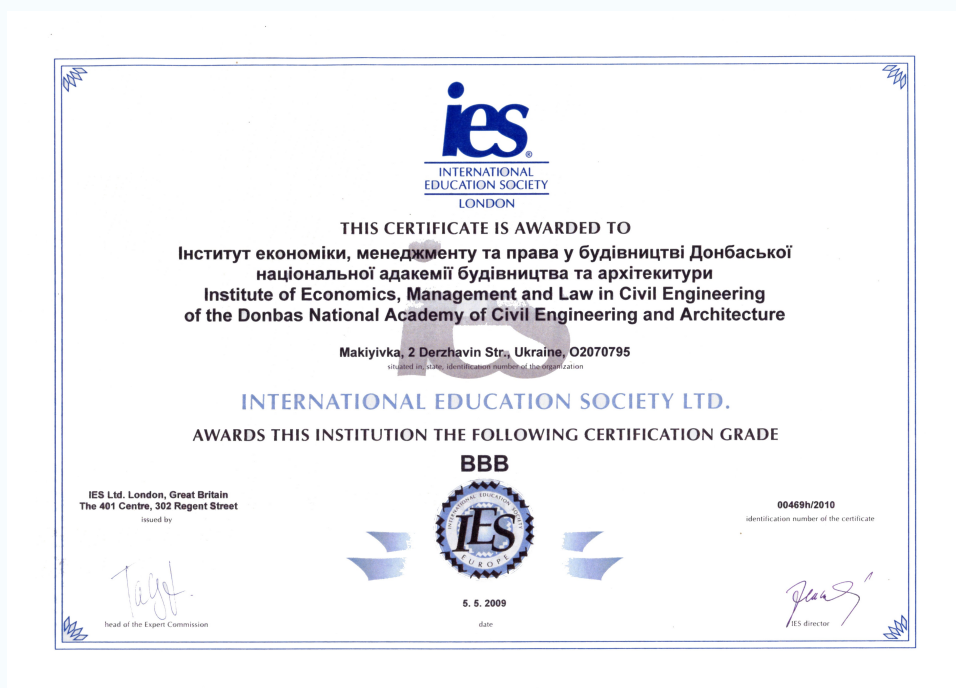 ies®
INTERNATIONAL
EDUCATION SOCIETY
LONDON
THIS CERTIFICATE IS AWARDED TO
Інститут економіки, менеджменту та права у будівництві Донбаської
національної адакемії будівництва та архітекитури
Institute of Economics, Management and Law in Civil Engineering
of the Donbas National Academy of Civil Engineering and Architecture
ies
Makiyivka, 2 Derzhavin Str., Ukraine, O2070795
situated in, state, identification number of the organization
INTERNATIONAL EDUCATION SOCIETY LTD.
AWARDS THIS INSTITUTION THE FOLLOWING CERTIFICATION GRADE
BBB
IES Ltd. London, Great Britain
The 401 Centre, 302 Regent Street
issued by
INTERNATIONAL EDUCATION SOCIETY
IES
EUROPE
00469h/2010
identification number of the certificate
5. 5. 2009
date
head of the Expert Commission
IES director